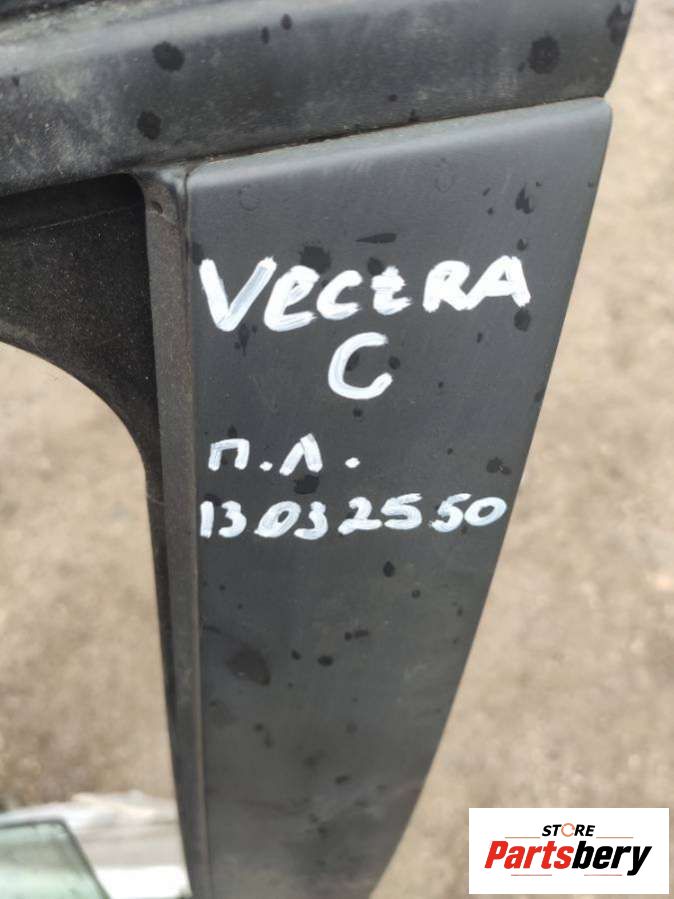 VectRA
C
п.л.
13032550
STORE
Partsbery